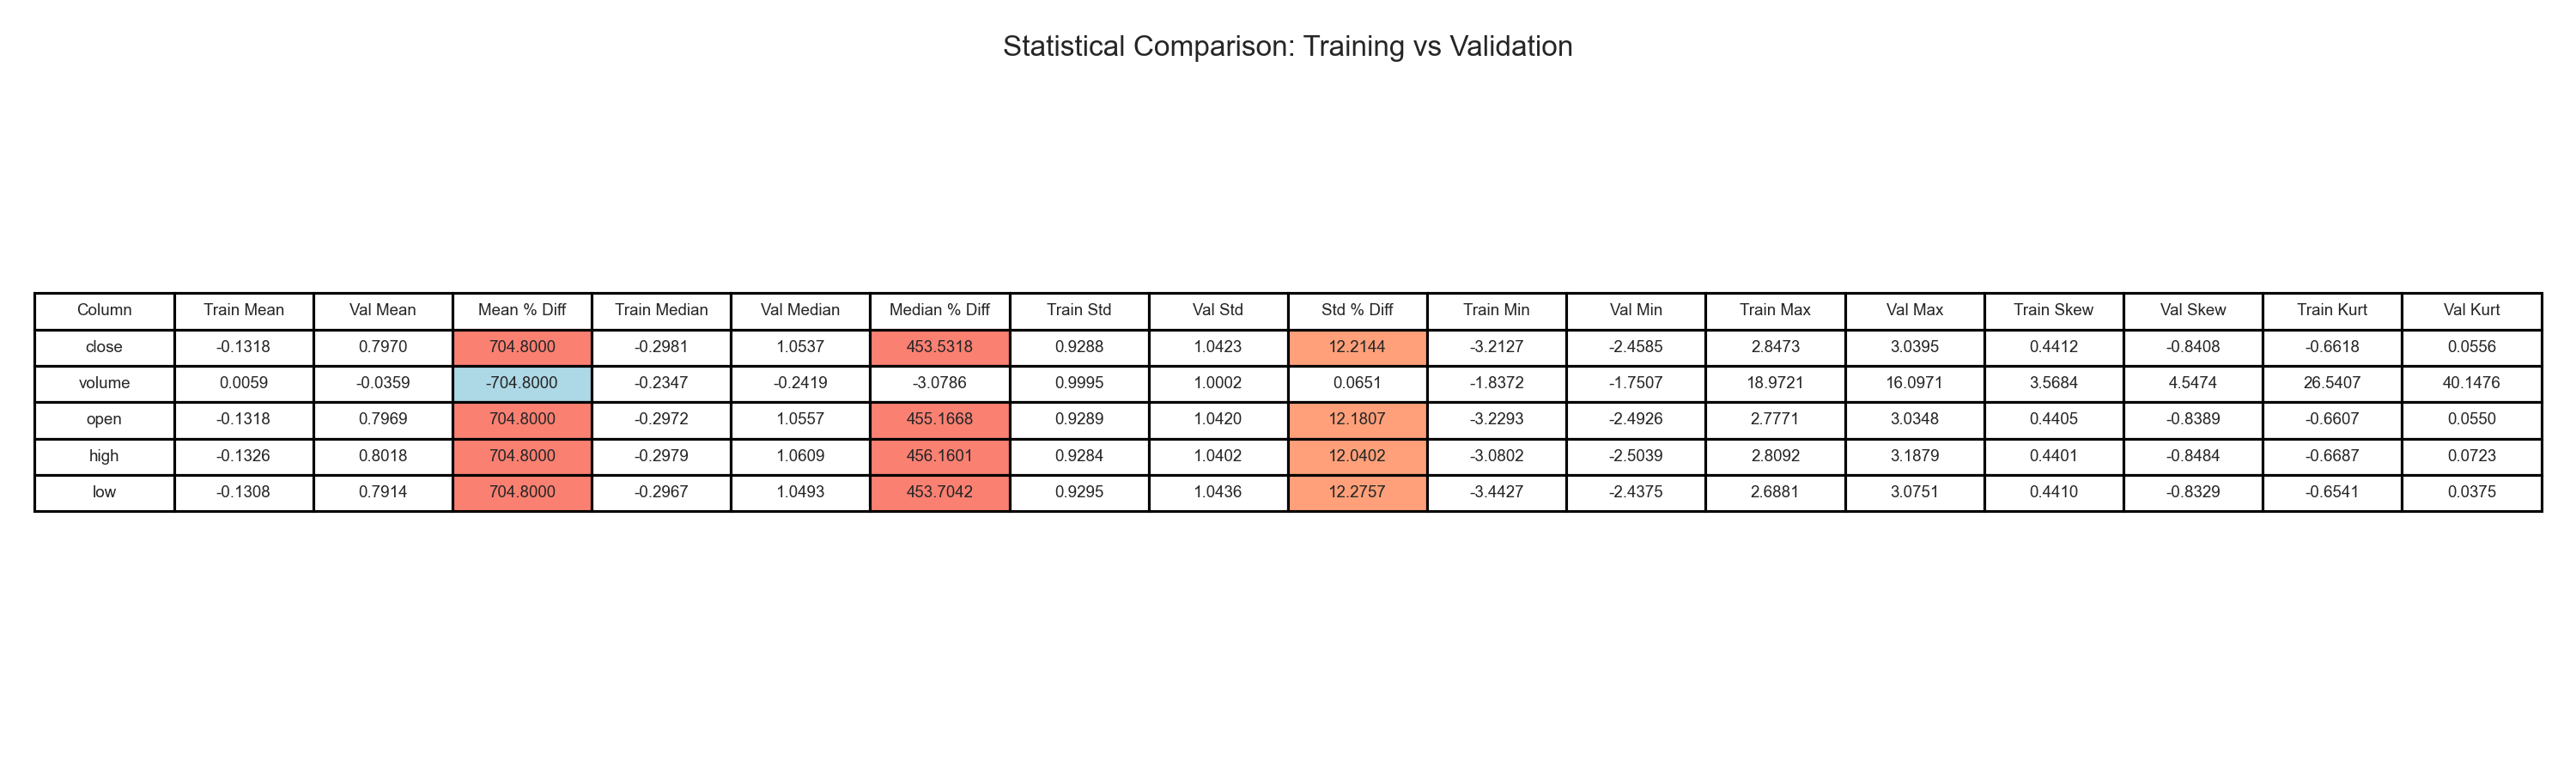 Statistical Comparison: Training vs Validation
Column Train Mean Val Mean Mean % Diff Train Median Val Median Median % Diff Train Std Val Std Std % Diff Train Min Val Min Train Max Val Max Train Skew Val Skew Train Kurt Val Kurt
close -0.1318 0.7970 704.8000 -0.2981 1.0537 453.5318 0.9288 1.0423 12.2144 -3.2127 -2.4585 2.8473 3.0395 0.4412 -0.8408 -0.6618 0.0556
volume 0.0059 -0.0359 -704.8000 -0.2347 -0.2419 -3.0786 0.9995 1.0002 0.0651 -1.8372 -1.7507 18.9721 16.0971 3.5684 4.5474 26.5407 40.1476
open -0.1318 0.7969 704.8000 -0.2972 1.0557 455.1668 0.9289 1.0420 12.1807 -3.2293 -2.4926 2.7771 3.0348 0.4405 -0.8389 -0.6607 0.0550
high -0.1326 0.8018 704.8000 -0.2979 1.0609 456.1601 0.9284 1.0402 12.0402 -3.0802 -2.5039 2.8092 3.1879 0.4401 -0.8484 -0.6687 0.0723
low -0.1308 0.7914 704.8000 -0.2967 1.0493 453.7042 0.9295 1.0436 12.2757 -3.4427 -2.4375 2.6881 3.0751 0.4410 -0.8329 -0.6541 0.0375